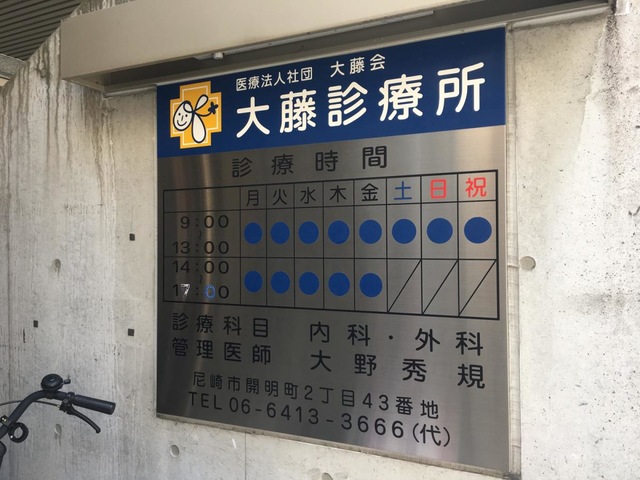 医療法人社団 大藤会
大藤診療所
診療時間
月 火 水 木 金 土 日 祝
9:00
13:00
14:00
17:00
診療科目 内科・外科
管理医師 大野秀規
尼崎市開明町2丁目43番地
TEL 06-6413-3666(代)